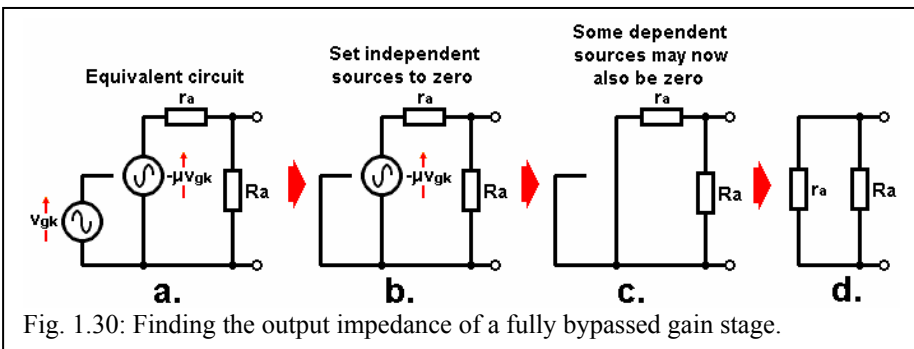 Some dependent
sources may now
also be zero
Set independent
sources to zero
Equivalent circuit
ra
ra
ra
-μVgk
-μVgk
Vgk
Ra
Ra
Ra
ra
Ra
a.
b.
c.
d.
Fig. 1.30: Finding the output impedance of a fully bypassed gain stage.